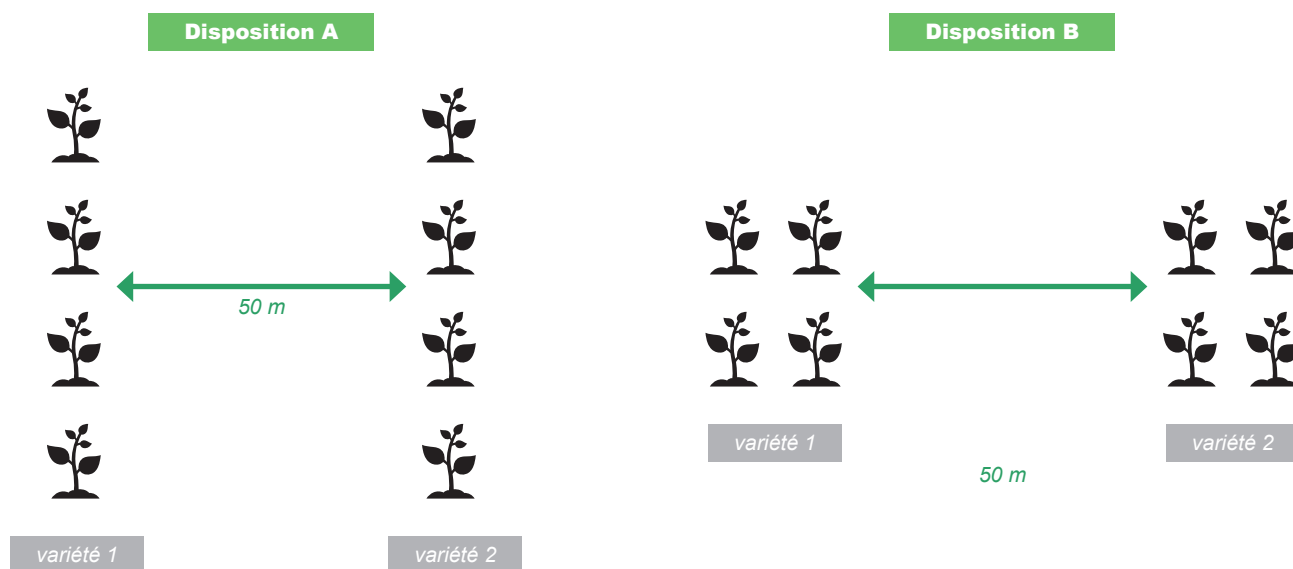 Disposition A
50 m
variété 1
variété 2
Disposition B
variété 1
variété 2
50 m